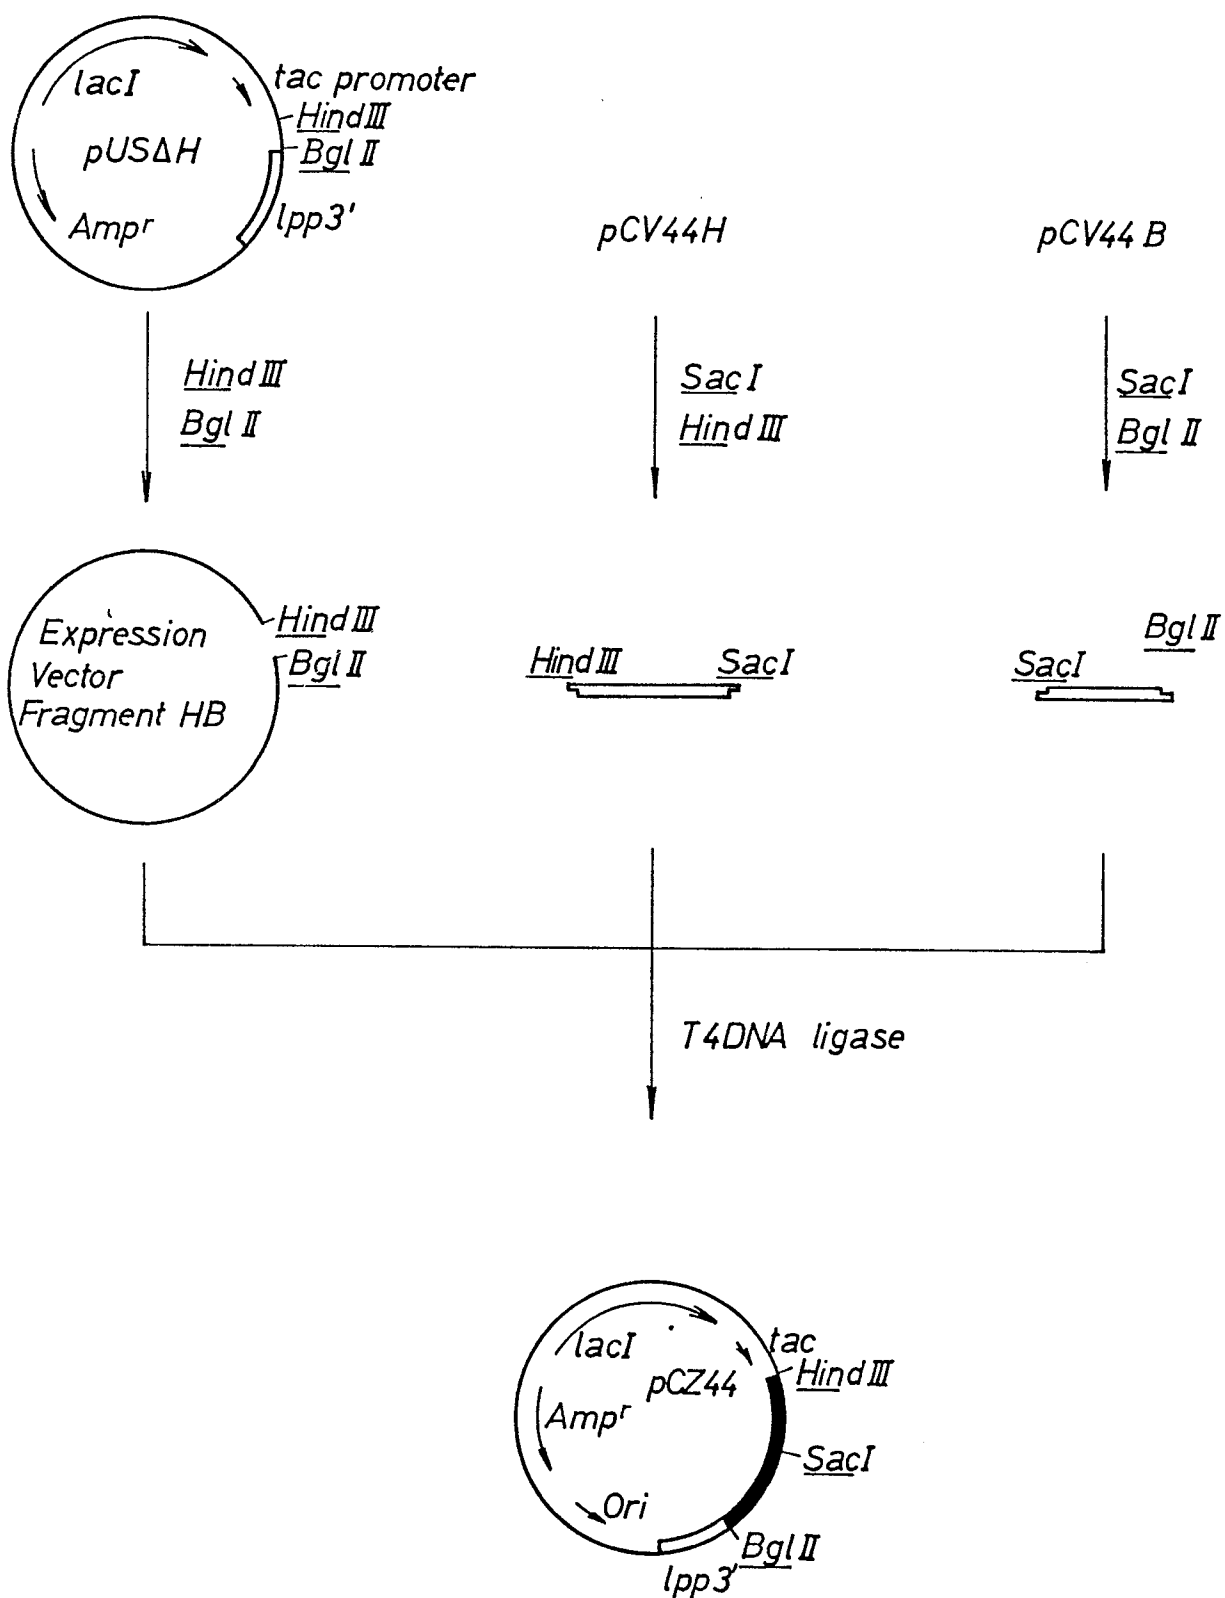 lacI
tac promoter
HindIII
pUSΔH
BglII
Ampʳ
lpp3'
pCV44H
pCV44B
HindIII
BglII
SacI
HindIII
SacI
BglII
Expression
Vector
Fragment HB
HindIII
BglII
HindIII
SacI
SacI
BglII
T4DNA ligase
lacI
tac
HindIII
pCZ44
Ampʳ
SacI
Ori
BglII
lpp3'